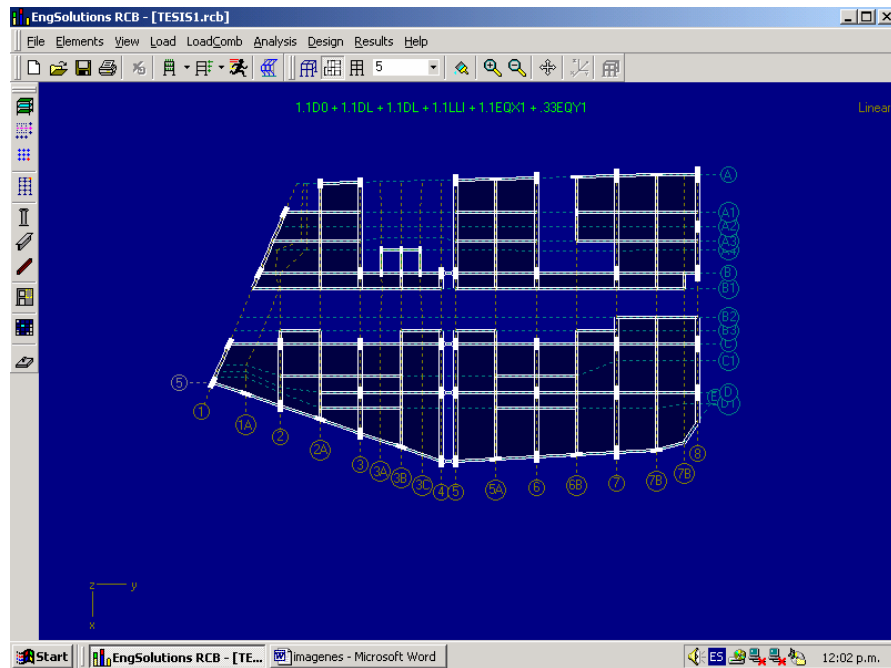 EngSolutions RCB - [TESIS1.rcb]
File Elements View Load LoadComb Analysis Design Results Help
5
1.1D0 + 1.1DL + 1.1DL + 1.1LLI + 1.1EQX1 + .33EQY1
Linear
A
A1
A2
A3
B
B1
B2
B3
C
C1
D
5
1
1A
2
2A
3
3A
3B
3C
4
5
5A
6
6B
7
7B
7B
8
z
y
x
Start
EngSolutions RCB - [TE...
imagenes - Microsoft Word
ES
12:02 p.m.